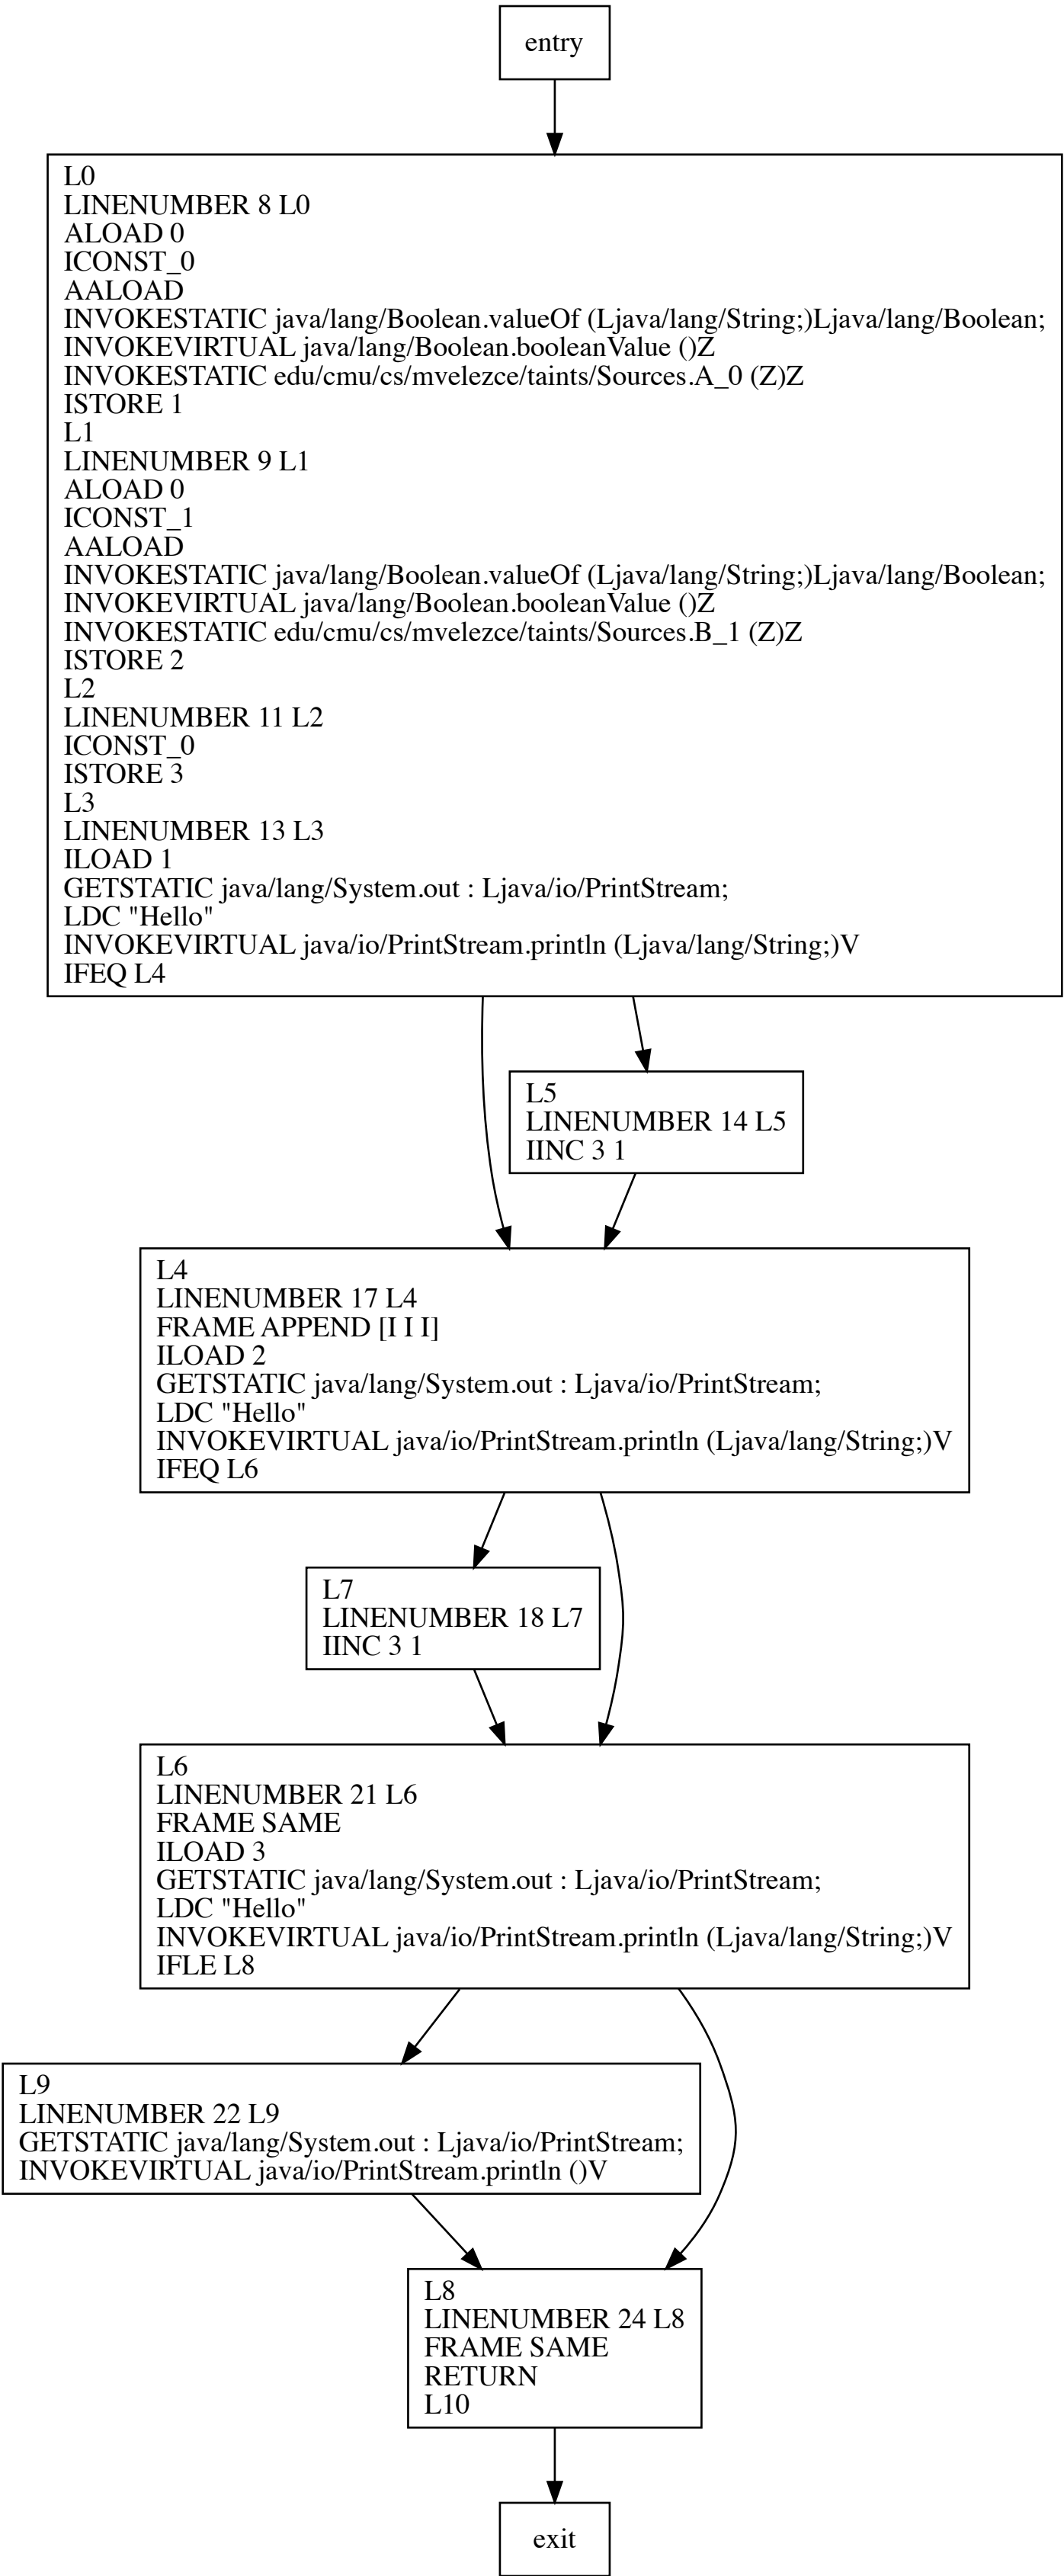 entry
L0
LINENUMBER 8 L0
ALOAD 0
ICONST_0
AALOAD
INVOKESTATIC java/lang/Boolean.valueOf (Ljava/lang/String;)Ljava/lang/Boolean;
INVOKEVIRTUAL java/lang/Boolean.booleanValue ()Z
INVOKESTATIC edu/cmu/cs/mvelezce/taints/Sources.A_0 (Z)Z
ISTORE 1
L1
LINENUMBER 9 L1
ALOAD 0
ICONST_1
AALOAD
INVOKESTATIC java/lang/Boolean.valueOf (Ljava/lang/String;)Ljava/lang/Boolean;
INVOKEVIRTUAL java/lang/Boolean.booleanValue ()Z
INVOKESTATIC edu/cmu/cs/mvelezce/taints/Sources.B_1 (Z)Z
ISTORE 2
L2
LINENUMBER 11 L2
ICONST_0
ISTORE 3
L3
LINENUMBER 13 L3
ILOAD 1
GETSTATIC java/lang/System.out : Ljava/io/PrintStream;
LDC "Hello"
INVOKEVIRTUAL java/io/PrintStream.println (Ljava/lang/String;)V
IFEQ L4
L5
LINENUMBER 14 L5
IINC 3 1
L4
LINENUMBER 17 L4
FRAME APPEND [I I I]
ILOAD 2
GETSTATIC java/lang/System.out : Ljava/io/PrintStream;
LDC "Hello"
INVOKEVIRTUAL java/io/PrintStream.println (Ljava/lang/String;)V
IFEQ L6
L7
LINENUMBER 18 L7
IINC 3 1
L6
LINENUMBER 21 L6
FRAME SAME
ILOAD 3
GETSTATIC java/lang/System.out : Ljava/io/PrintStream;
LDC "Hello"
INVOKEVIRTUAL java/io/PrintStream.println (Ljava/lang/String;)V
IFLE L8
L9
LINENUMBER 22 L9
GETSTATIC java/lang/System.out : Ljava/io/PrintStream;
INVOKEVIRTUAL java/io/PrintStream.println ()V
L8
LINENUMBER 24 L8
FRAME SAME
RETURN
L10
exit